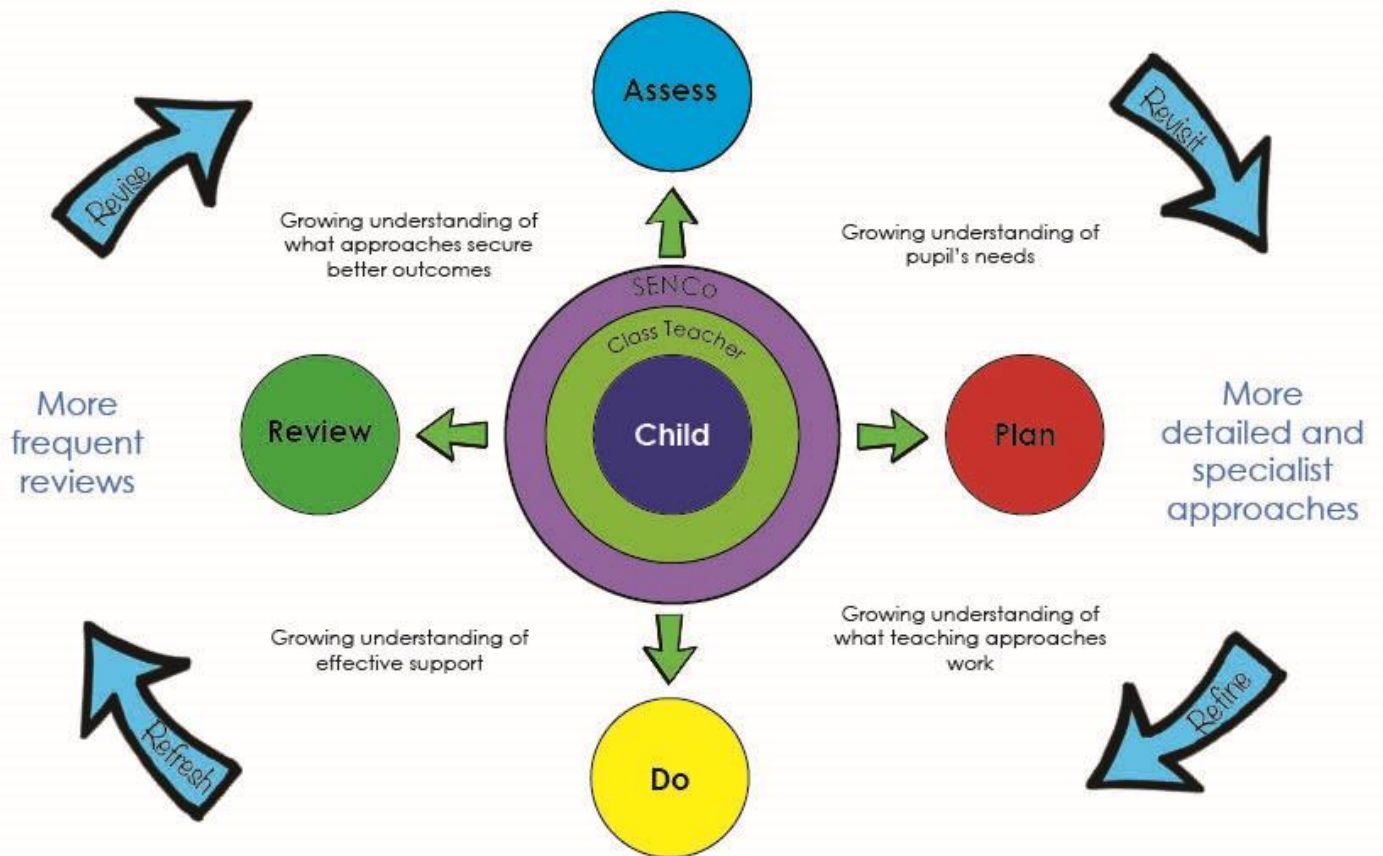 Assess
Revise
Revisit
Growing understanding of
what approaches secure
better outcomes
Growing understanding of
pupil's needs
SENCo
Class Teacher
Child
Review
Plan
More
frequent
reviews
More
detailed and
specialist
approaches
Growing understanding of
effective support
Growing understanding of
what teaching approaches
work
Refresh
Refine
Do